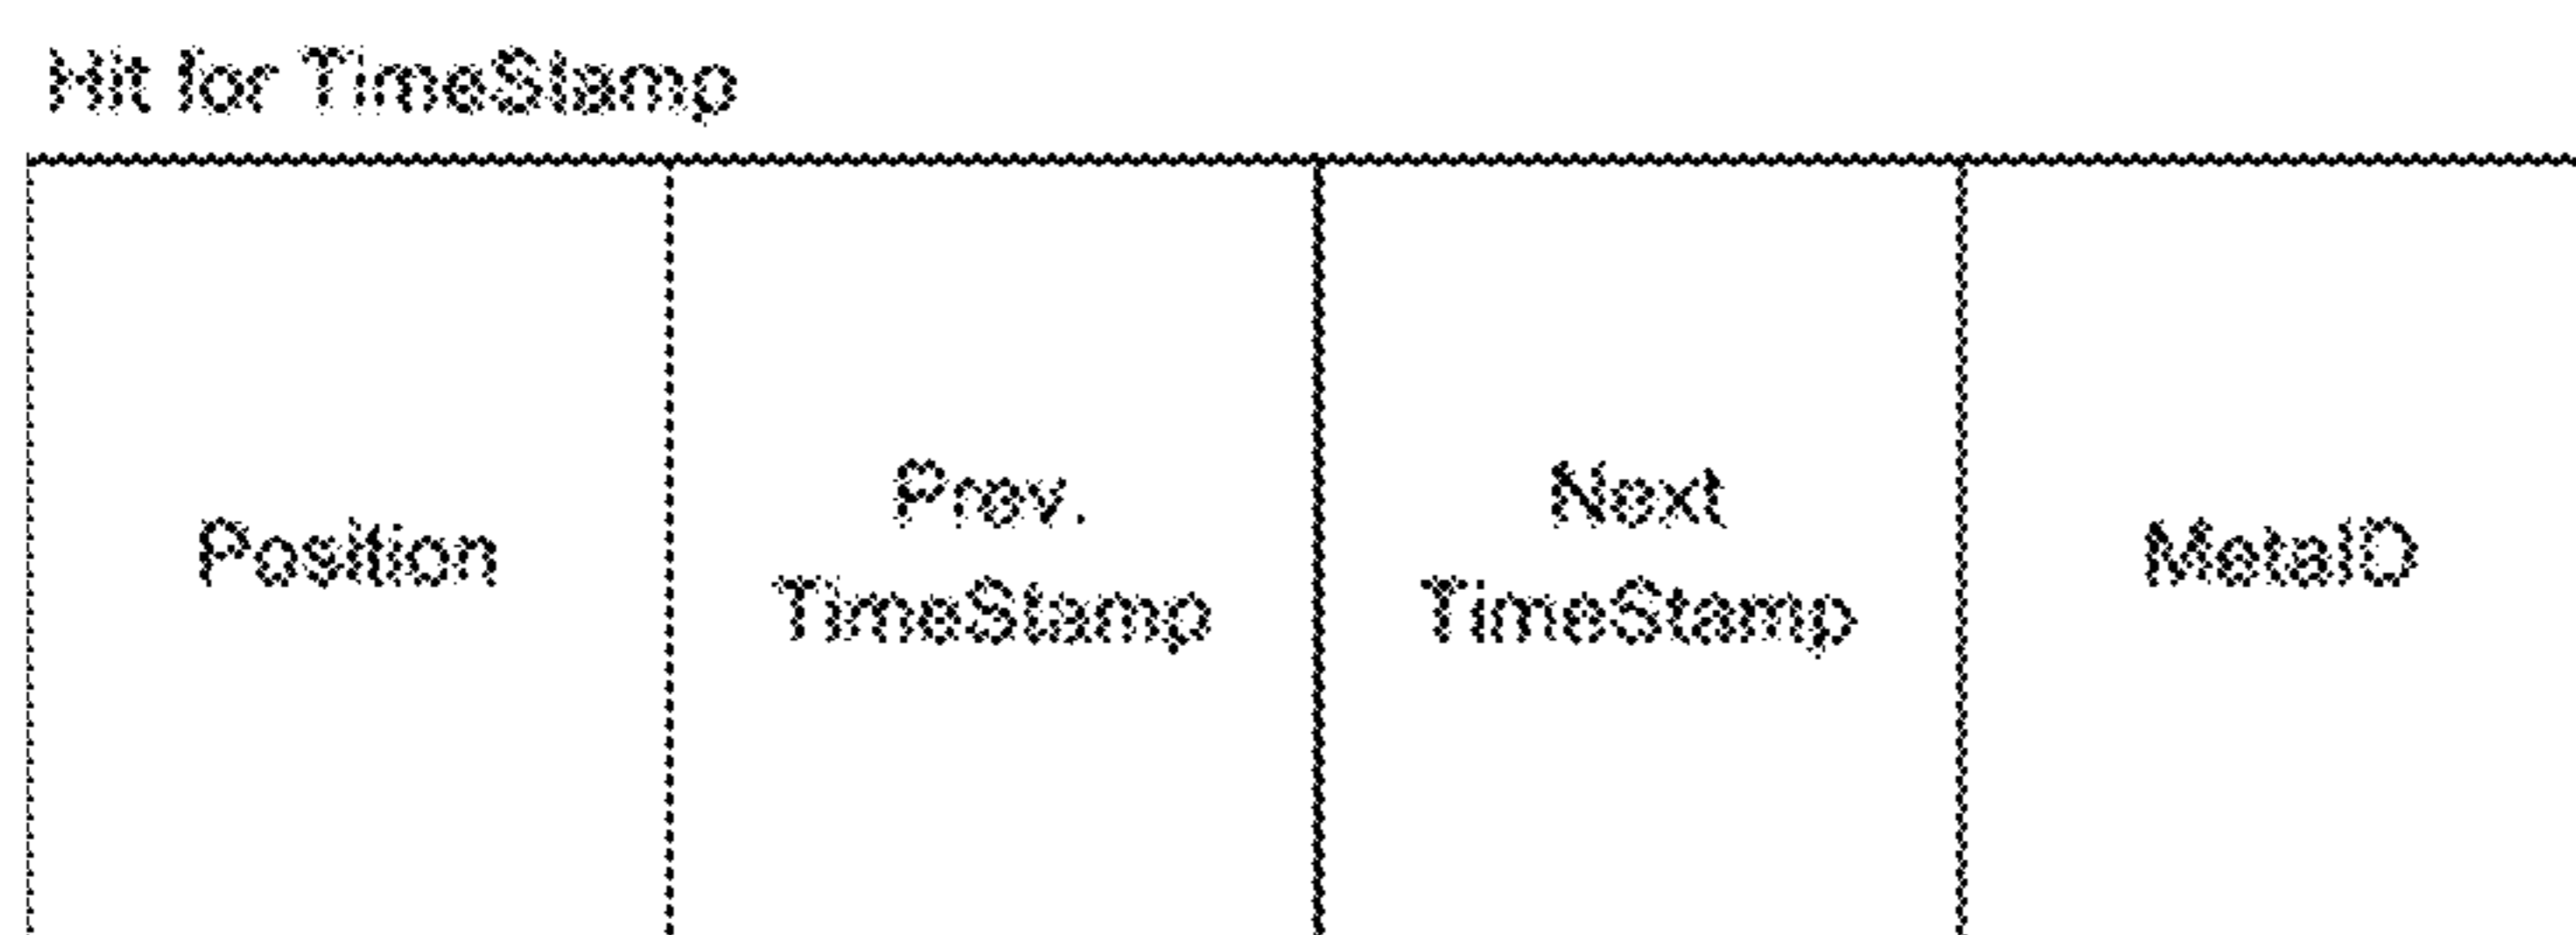 Hit for TimeStamp
Position
Prev.
TimeStamp
Next
TimeStamp
MetaID